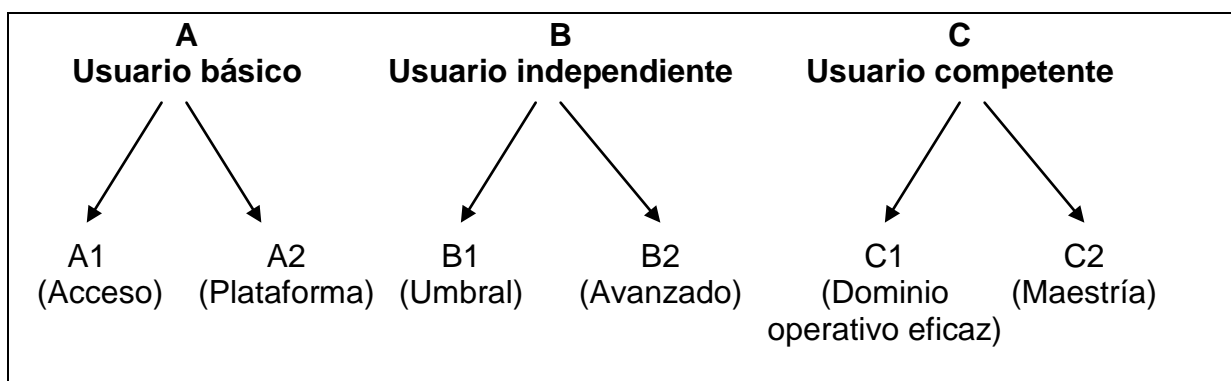 A
Usuario básico
B
Usuario independiente
C
Usuario competente
A1
(Acceso)
A2
(Plataforma)
B1
(Umbral)
B2
(Avanzado)
C1
(Dominio
operativo eficaz)
C2
(Maestría)